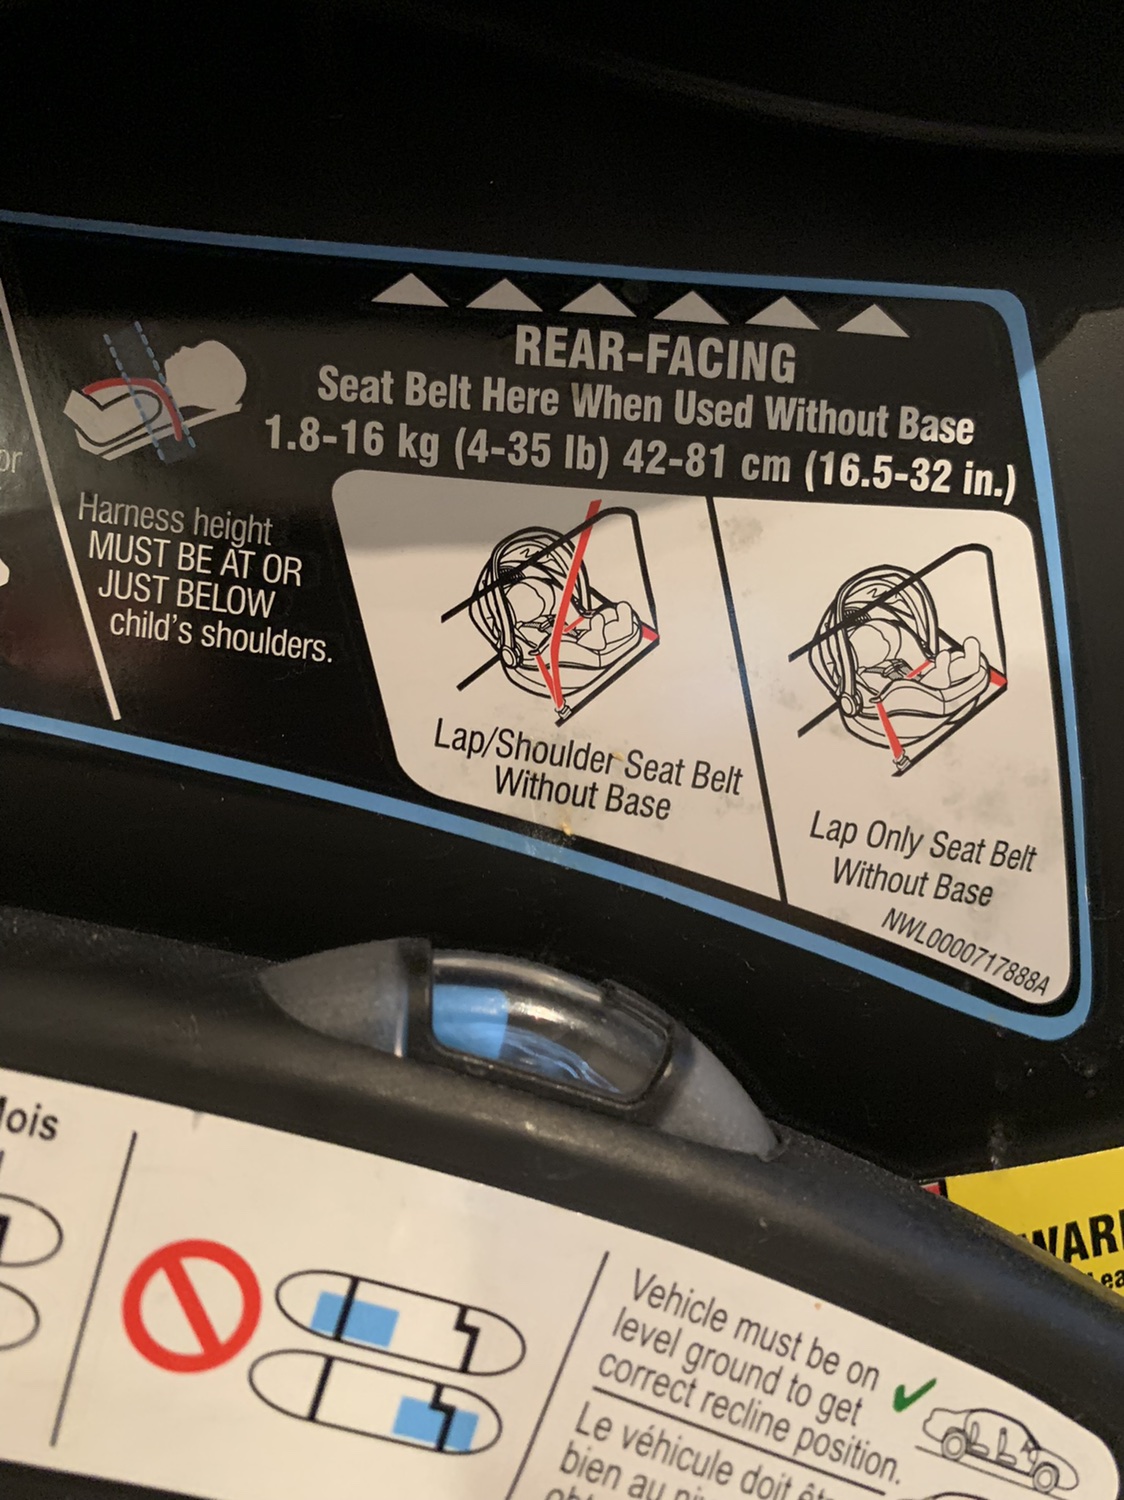 REAR-FACING
Seat Belt Here When Used Without Base
1.8-16 kg (4-35 lb) 42-81 cm (16.5-32 in.)
or
Harness height
MUST BE AT OR
JUST BELOW
child's shoulders.
Lap/Shoulder Seat Belt
Without Base
Lap Only Seat Belt
Without Base
NWL0000717888A
Vehicle must be on
level ground to get
correct recline position.
Le véhicule doit
bien au